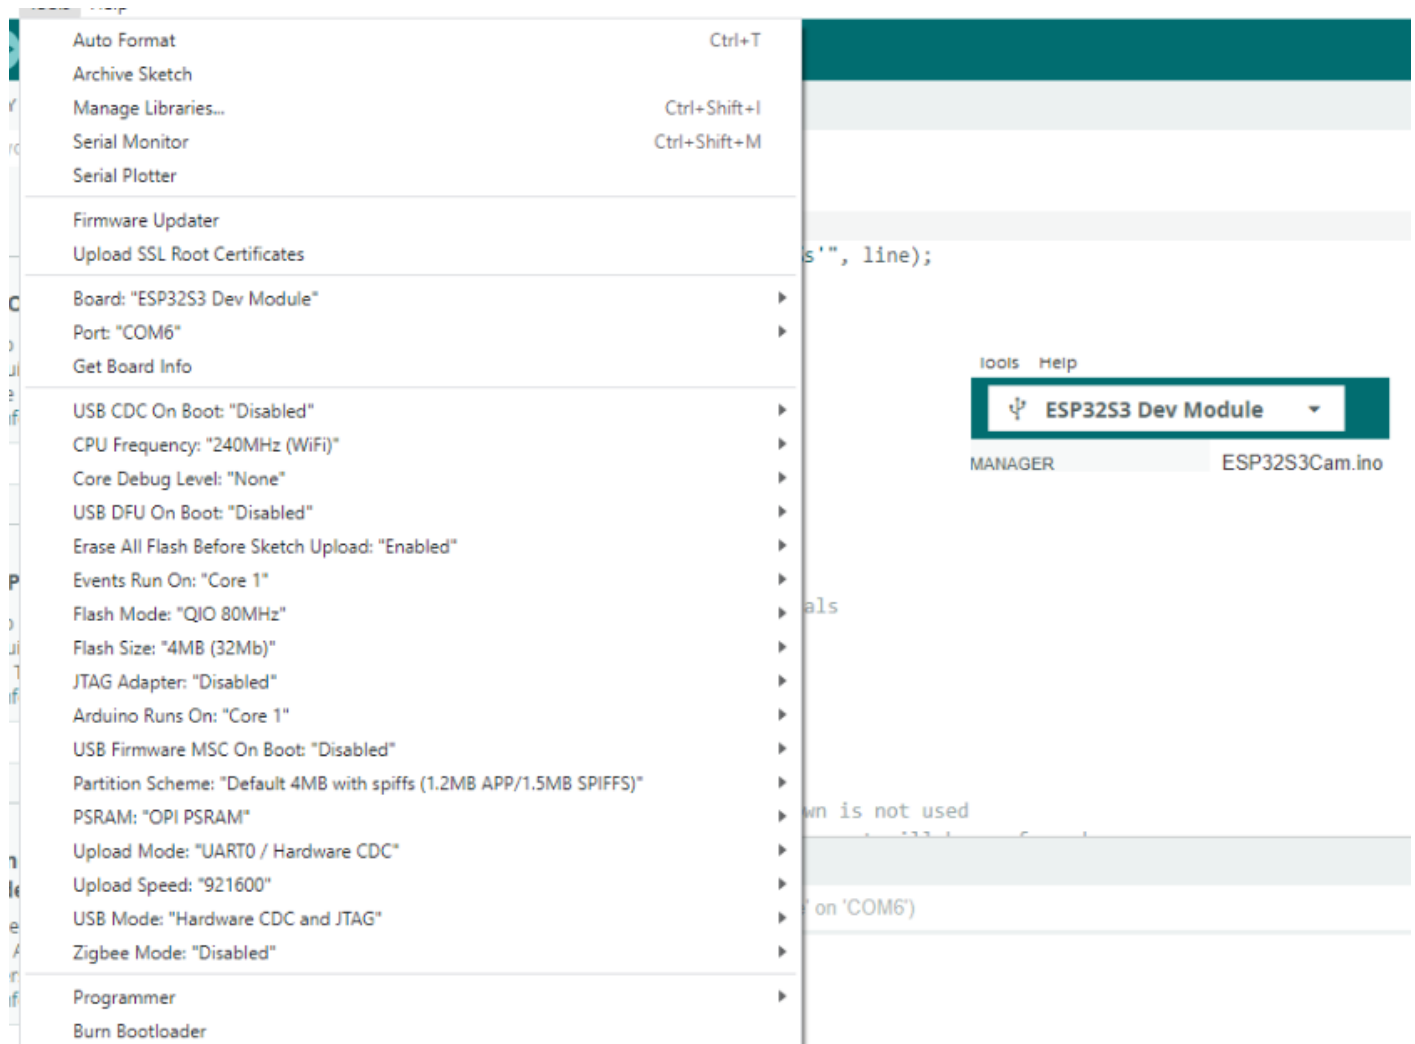 Auto Format Ctrl+T
Archive Sketch
Manage Libraries... Ctrl+Shift+I
Serial Monitor Ctrl+Shift+M
Serial Plotter
Firmware Updater
Upload SSL Root Certificates
Board: "ESP32S3 Dev Module"
Port: "COM6"
Get Board Info
USB CDC On Boot: "Disabled"
CPU Frequency: "240MHz (WiFi)"
Core Debug Level: "None"
USB DFU On Boot: "Disabled"
Erase All Flash Before Sketch Upload: "Enabled"
Events Run On: "Core 1"
Flash Mode: "QIO 80MHz"
Flash Size: "4MB (32Mb)"
JTAG Adapter: "Disabled"
Arduino Runs On: "Core 1"
USB Firmware MSC On Boot: "Disabled"
Partition Scheme: "Default 4MB with spiffs (1.2MB APP/1.5MB SPIFFS)"
PSRAM: "OPI PSRAM"
Upload Mode: "UART0 / Hardware CDC"
Upload Speed: "921600"
USB Mode: "Hardware CDC and JTAG"
Zigbee Mode: "Disabled"
Programmer
Burn Bootloader
s'", line);
Tools Help
ESP32S3 Dev Module
MANAGER ESP32S3Cam.ino
als
wn is not used
' on 'COM6')